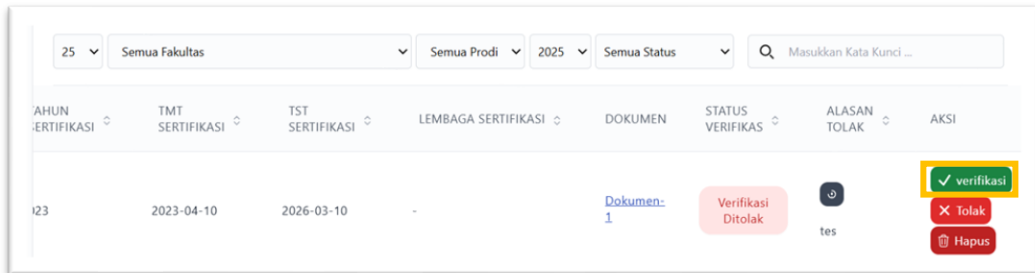 25 Semua Fakultas Semua Prodi 2025 Semua Status Masukkan Kata Kunci ...
AHUN
SERTIFIKASI
TMT
SERTIFIKASI
TST
SERTIFIKASI
LEMBAGA SERTIFIKASI
DOKUMEN
STATUS
VERIFIKAS
ALASAN
TOLAK
AKSI
023
2023-04-10
2026-03-10
-
Dokumen-
1
Verifikasi
Ditolak
tes
verifikasi
Tolak
Hapus